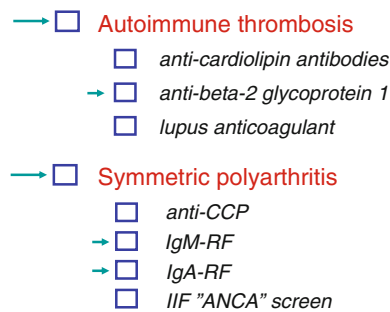 Autoimmune thrombosis
anti-cardiolipin antibodies
anti-beta-2 glycoprotein 1
lupus anticoagulant
Symmetric polyarthritis
anti-CCP
IgM-RF
IgA-RF
IIF "ANCA" screen